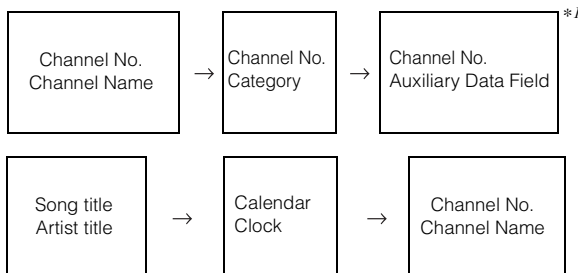 Channel No.
Channel Name
→
Channel No.
Category
→
Channel No.
Auxiliary Data Field
Song title
Artist title
→
Calendar
Clock
→
Channel No.
Channel Name